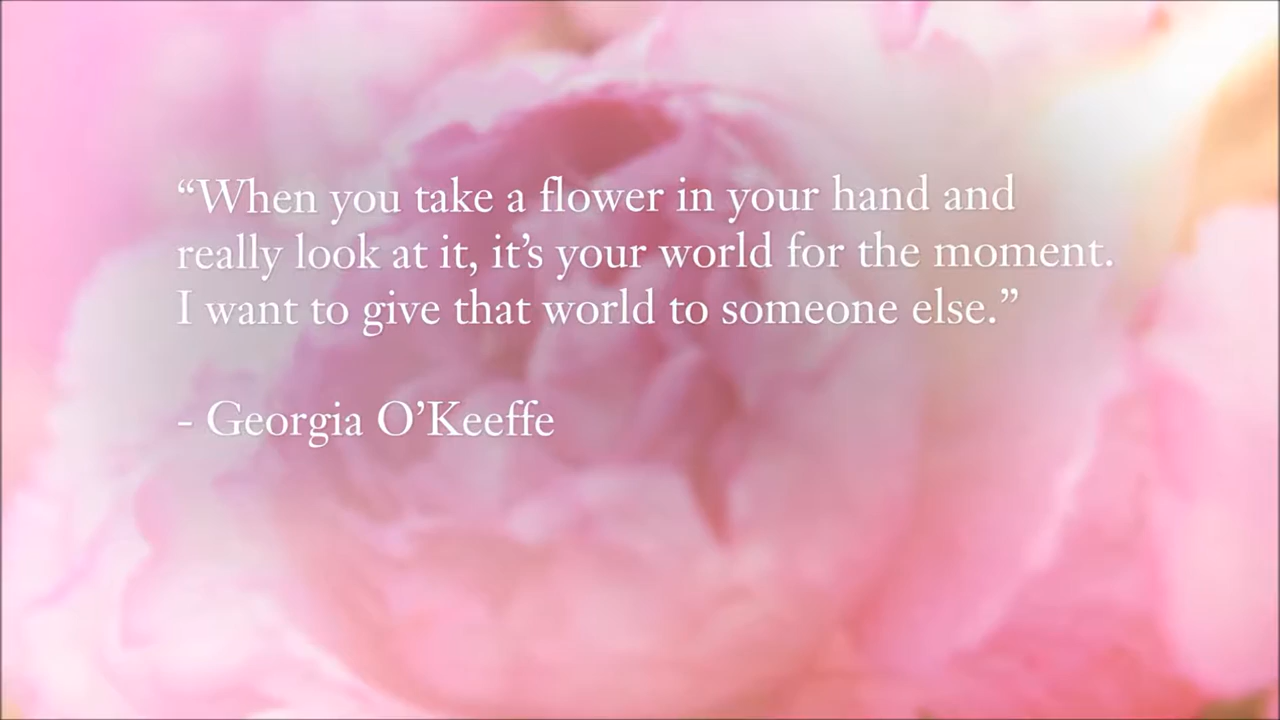 “When you take a flower in your hand and
really look at it, it’s your world for the moment.
I want to give that world to someone else.”
- Georgia O’Keeffe